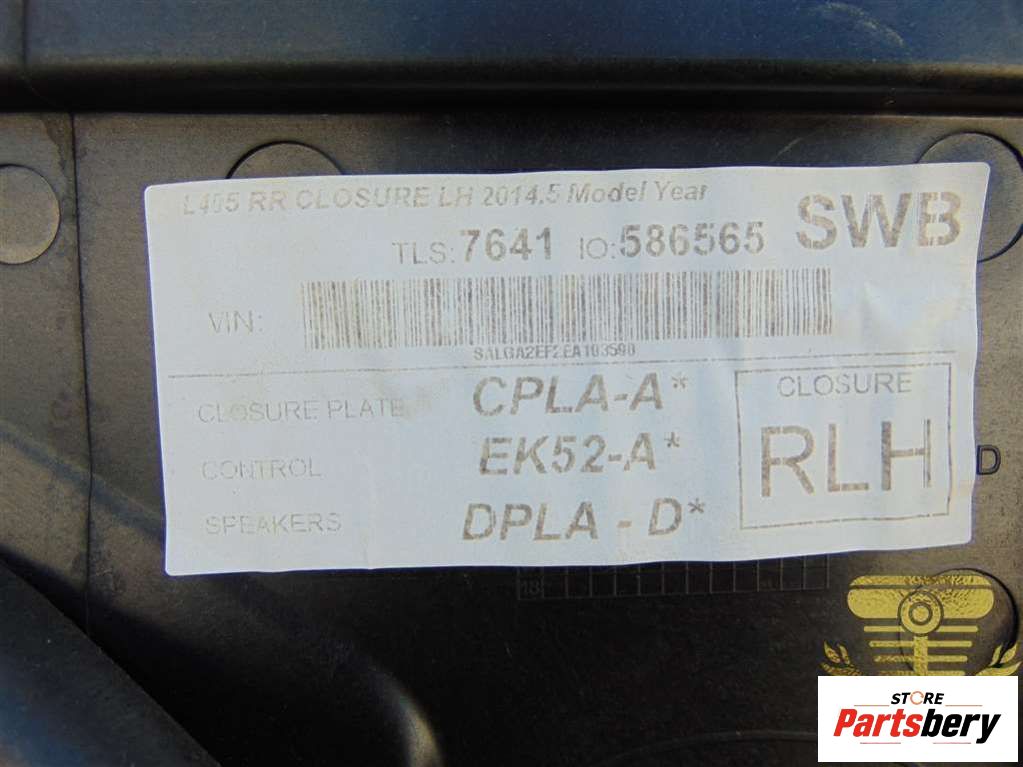 L405 RR CLOSURE LH 2014.5 Model Year
TLS: 7641 IO: 586565 SWB
VIN:
SALGA2EF2EA103598
CLOSURE PLATE CPLA-A*
CONTROL EK52-A*
SPEAKERS DPLA - D*
CLOSURE
RLH
D
18
STORE
Partsbery